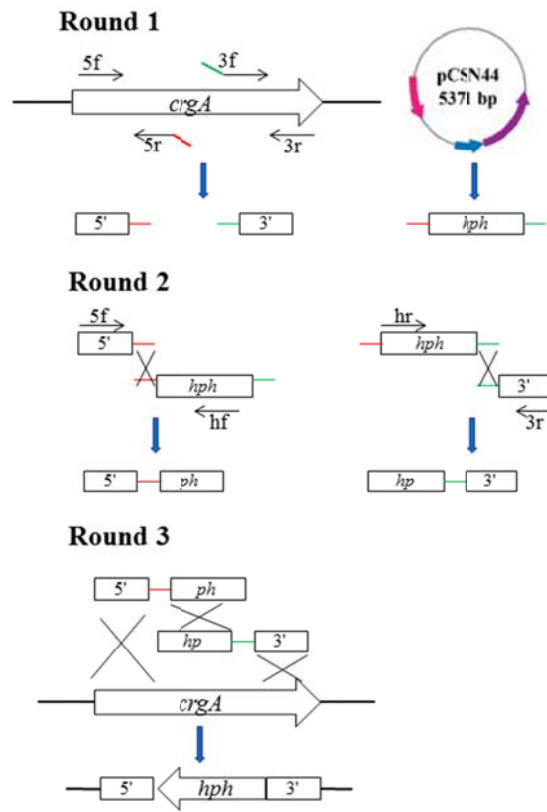 Round 1
5f 3f
crgA
5r 3r
pCSN44
5371 bp
5' 3' hph
Round 2
5f hr
5' hph
hph 3'
hf 3r
5' ph hp 3'
Round 3
5' ph
hp 3'
crgA
5' hph 3'